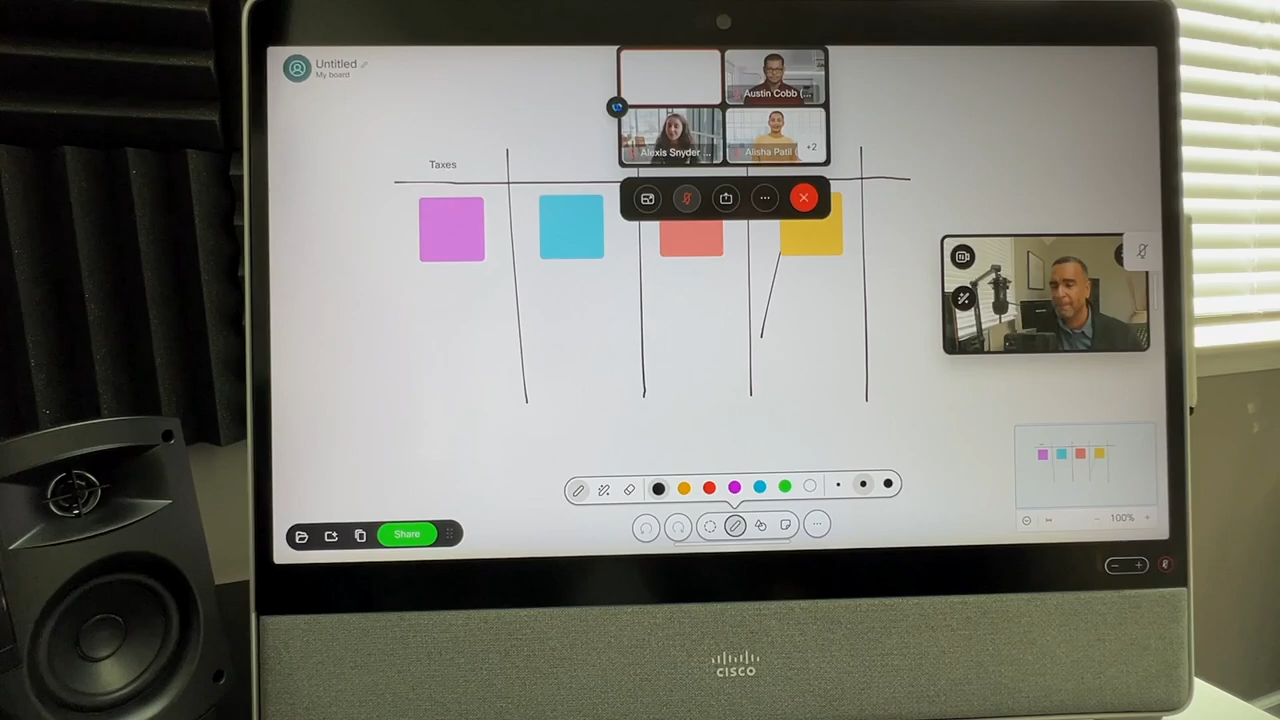 Untitled
My board
Austin Cobb (...
Alexis Snyder ...
Alisha Patil (
+2
Taxes
Share
100%
CISCO